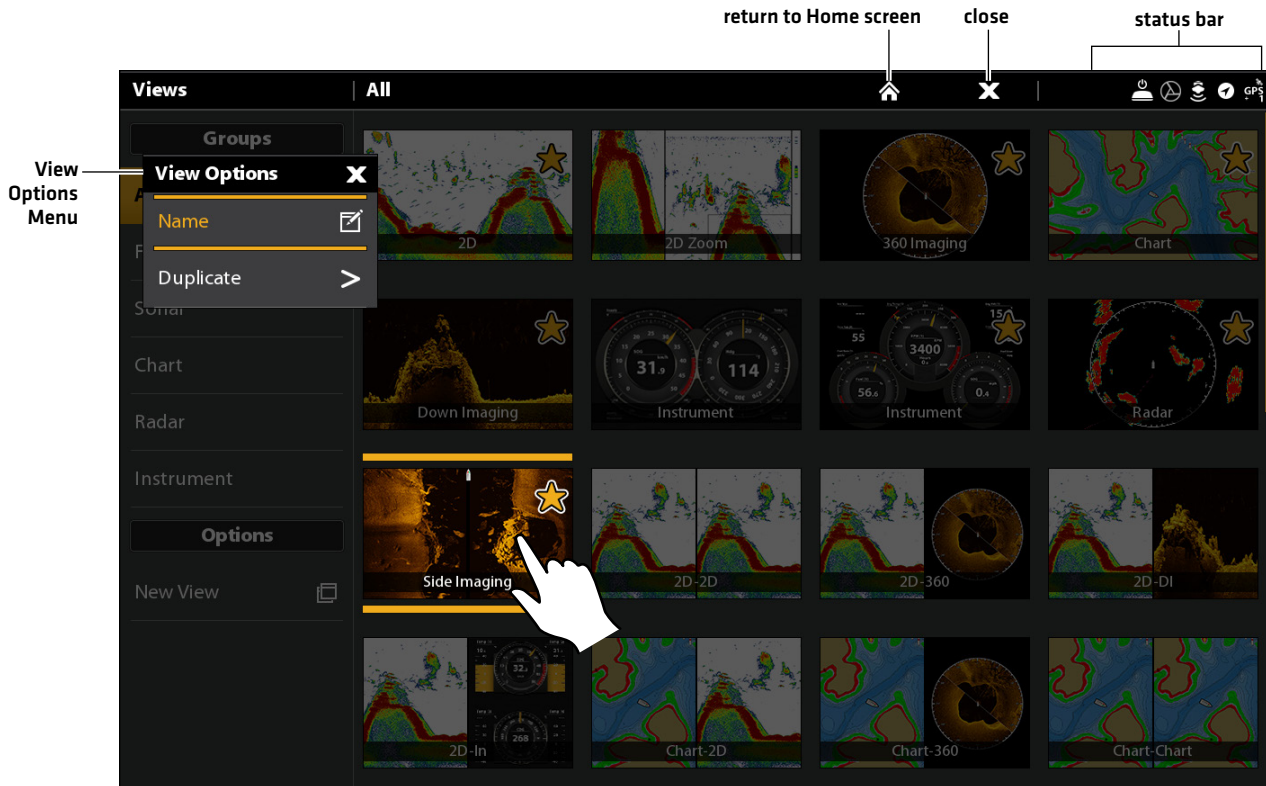 return to Home screen
close
status bar
Views
All
GPS
1
View
Options
Menu
Groups
View Options
Name
Duplicate
Sonar
Chart
Radar
Instrument
Options
New View
2D
2D Zoom
360 Imaging
Chart
Down Imaging
31.9
114
Instrument
55
15
3400
56.6
0.4
Instrument
Radar
Side Imaging
2D-2D
2D-360
2D-DI
32
268
2D-In
Chart-2D
Chart-360
Chart-Chart